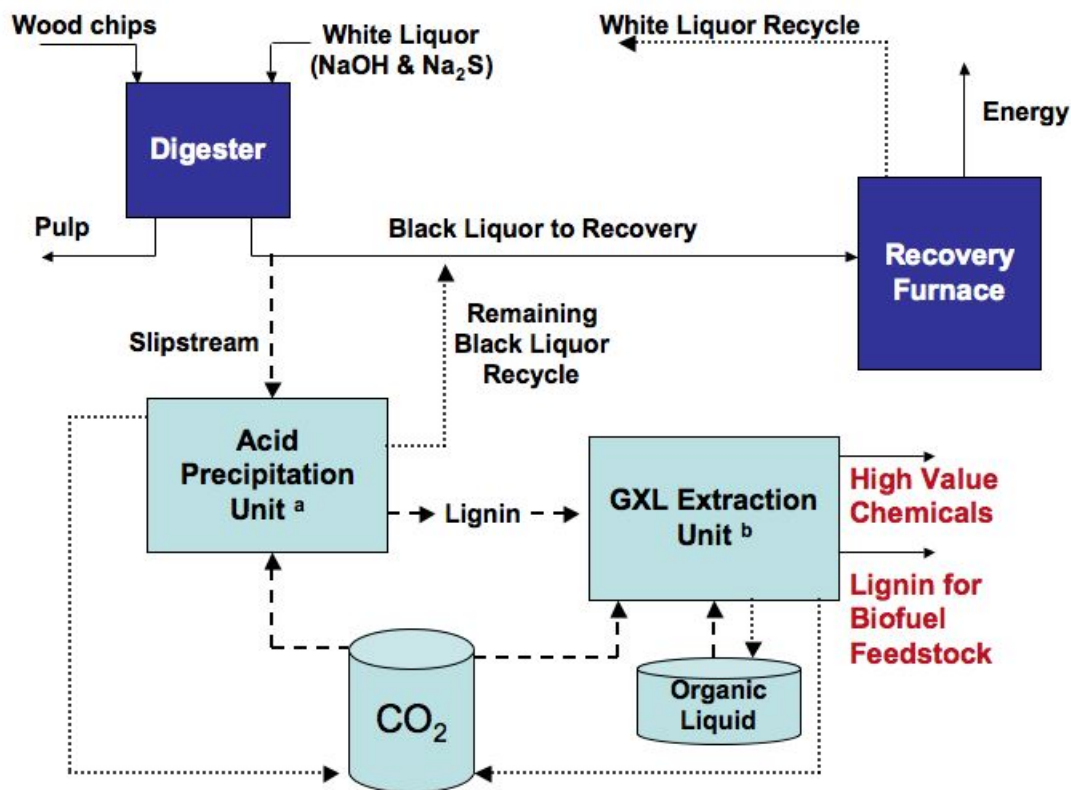 Wood chips
White Liquor
(NaOH & Na₂S)
White Liquor Recycle
Energy
Digester
Pulp
Black Liquor to Recovery
Recovery
Furnace
Slipstream
Remaining
Black Liquor
Recycle
Acid
Precipitation
Unit ᵃ
Lignin
GXL Extraction
Unit ᵇ
High Value
Chemicals
Lignin for
Biofuel
Feedstock
CO₂
Organic
Liquid